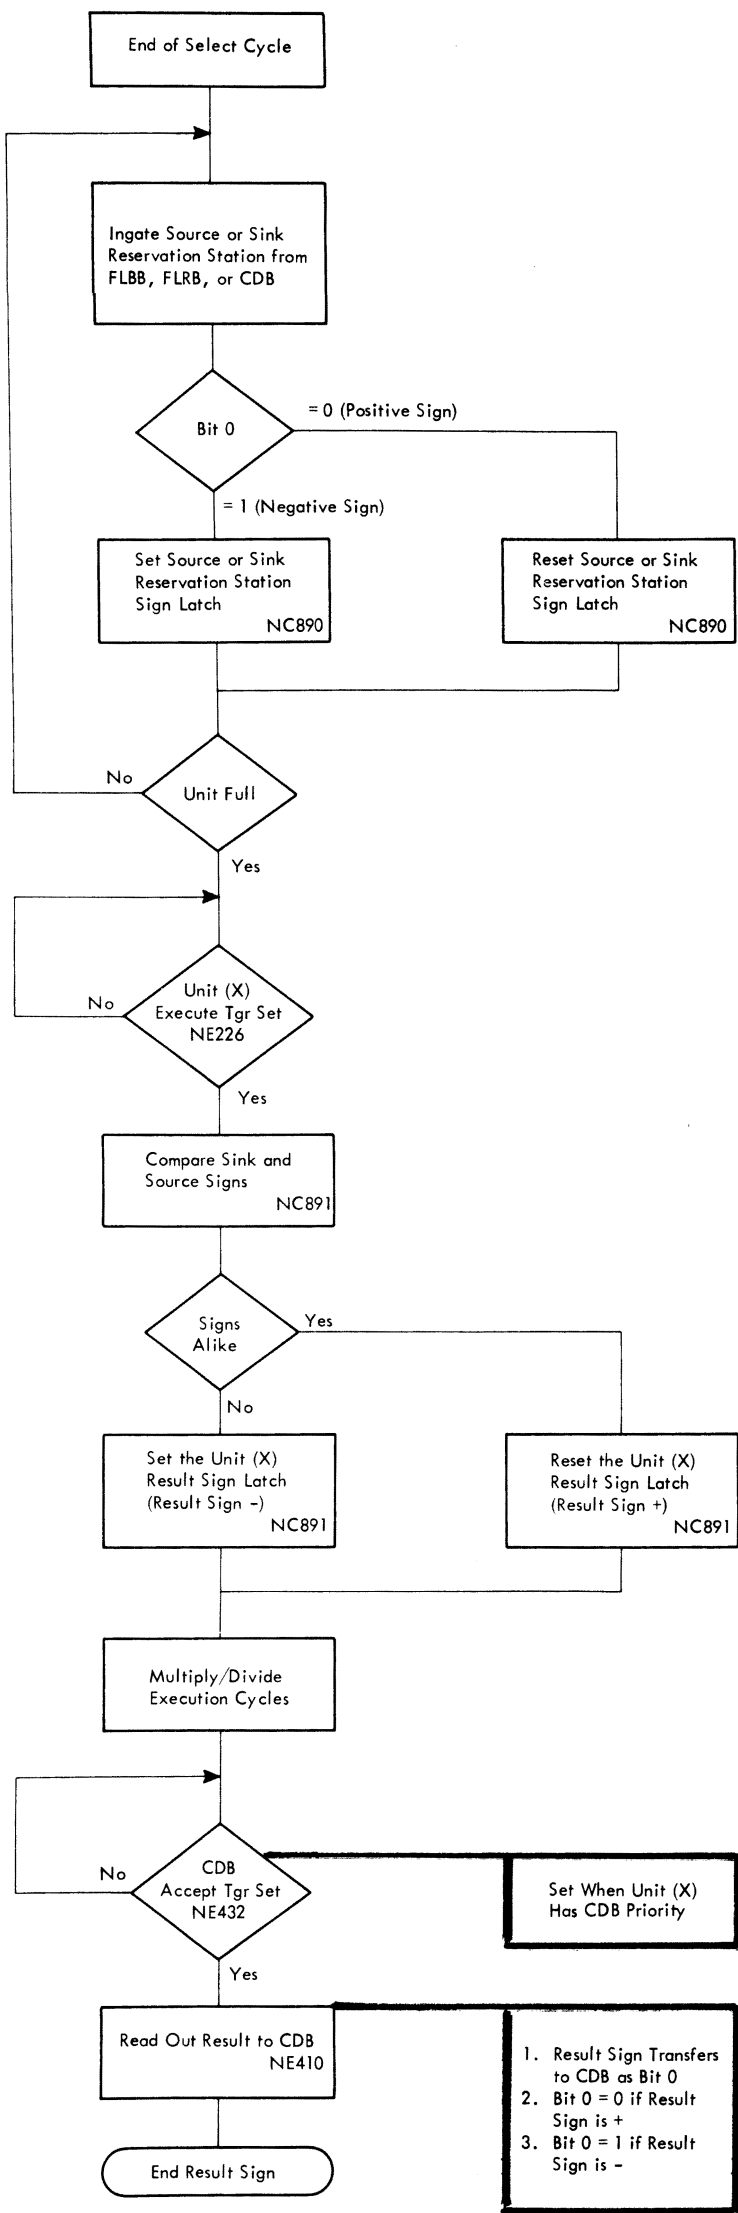 End of Select Cycle
Ingate Source or Sink
Reservation Station from
FLBB, FLRB, or CDB
Bit 0
= 0 (Positive Sign)
= 1 (Negative Sign)
Set Source or Sink
Reservation Station
Sign Latch
NC890
Reset Source or Sink
Reservation Station
Sign Latch
NC890
No
Unit Full
Yes
No
Unit (X)
Execute Tgr Set
NE226
Yes
Compare Sink and
Source Signs
NC891
Signs
Alike
Yes
No
Set the Unit (X)
Result Sign Latch
(Result Sign -)
NC891
Reset the Unit (X)
Result Sign Latch
(Result Sign +)
NC891
Multiply/Divide
Execution Cycles
No
CDB
Accept Tgr Set
NE432
Set When Unit (X)
Has CDB Priority
Yes
Read Out Result to CDB
NE410
1. Result Sign Transfers
to CDB as Bit 0
2. Bit 0 = 0 if Result
Sign is +
3. Bit 0 = 1 if Result
Sign is -
End Result Sign